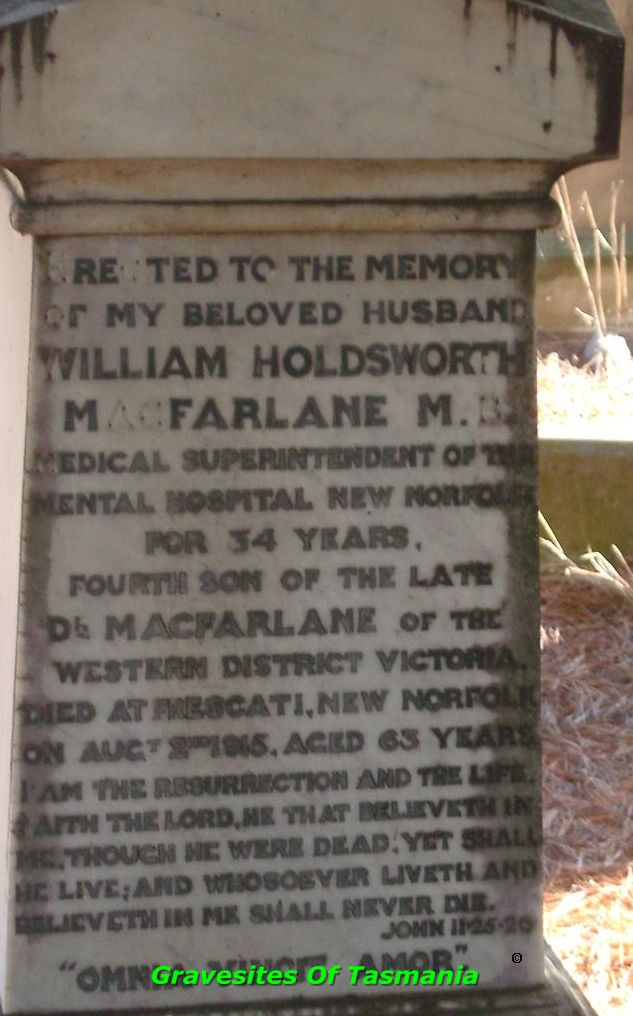 ERECTED TO THE MEMORY
OF MY BELOVED HUSBAND
WILLIAM HOLDSWORTH
MACFARLANE M.B.
MEDICAL SUPERINTENDENT OF THE
MENTAL HOSPITAL NEW NORFOLK
FOR 34 YEARS,
FOURTH SON OF THE LATE
DR MACFARLANE OF THE
WESTERN DISTRICT VICTORIA.
DIED AT FRESCATI, NEW NORFOLK
ON AUGT 2ND 1915, AGED 63 YEARS
I AM THE RESURRECTION AND THE LIFE,
SAITH THE LORD, HE THAT BELIEVETH IN
ME, THOUGH HE WERE DEAD, YET SHALL
HE LIVE; AND WHOSOEVER LIVETH AND
BELIEVETH IN ME SHALL NEVER DIE.
JOHN 11-25-26
"OMNIA VINCIT AMOR" ©
Gravesites Of Tasmania